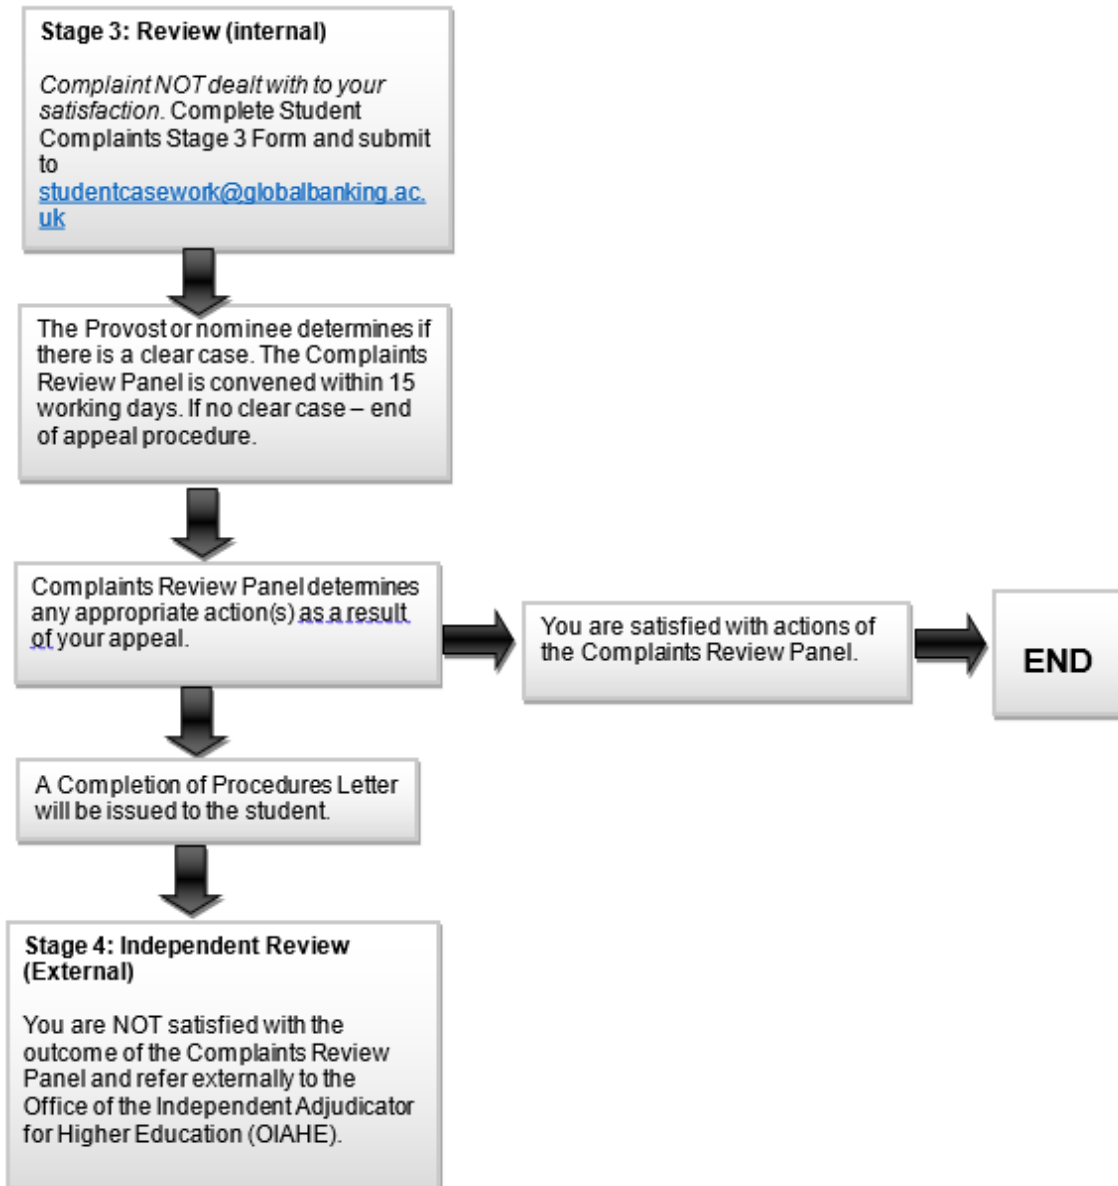 Stage 3: Review (internal)
Complaint NOT dealt with to your
satisfaction. Complete Student
Complaints Stage 3 Form and submit
to
studentcasework@globalbanking.ac.
uk
The Provost or nominee determines if
there is a clear case. The Complaints
Review Panel is convened within 15
working days. If no clear case – end
of appeal procedure.
Complaints Review Panel determines
any appropriate action(s) as a result
of your appeal.
You are satisfied with actions of
the Complaints Review Panel.
END
A Completion of Procedures Letter
will be issued to the student.
Stage 4: Independent Review
(External)
You are NOT satisfied with the
outcome of the Complaints Review
Panel and refer externally to the
Office of the Independent Adjudicator
for Higher Education (OIAHE).